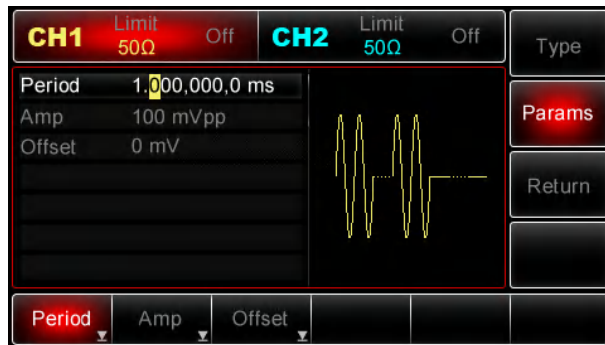 CH1 Limit 50Ω Off CH2 Limit 50Ω Off
Type
Period 1.000,000,0 ms
Amp 100 mVpp
Offset 0 mV
Params
Return
Period Amp Offset